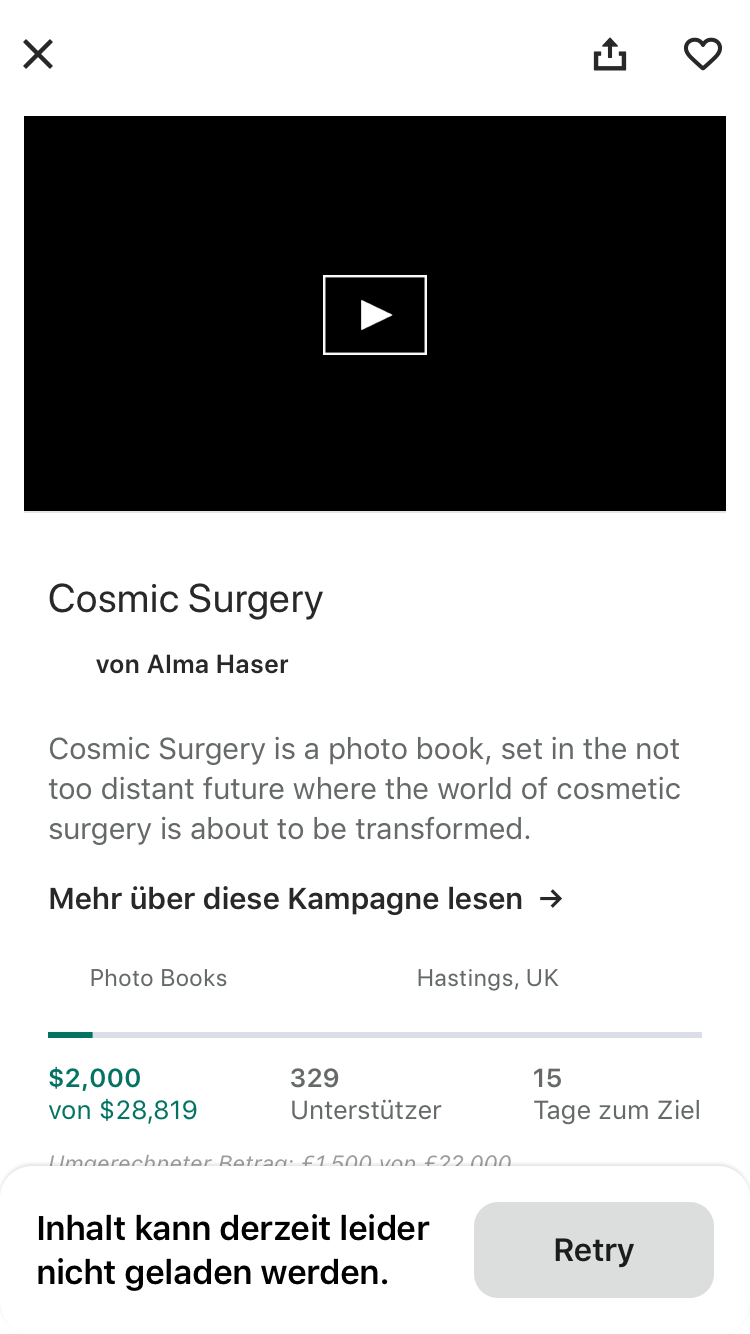 Cosmic Surgery
von Alma Haser
Cosmic Surgery is a photo book, set in the not
too distant future where the world of cosmetic
surgery is about to be transformed.
Mehr über diese Kampagne lesen →
Photo Books
Hastings, UK
$2,000
von $28,819
329
Unterstützer
15
Tage zum Ziel
Umgerechneter Betrag: £1,500 von £22,000
Inhalt kann derzeit leider
nicht geladen werden.
Retry